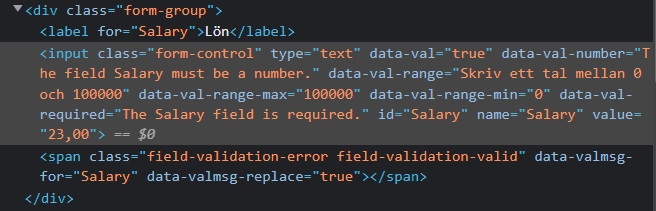 ▼<div class="form-group">
<label for="Salary">Lön</label>
<input class="form-control" type="text" data-val="true" data-val-number="T
he field Salary must be a number." data-val-range="Skriv ett tal mellan 0
och 100000" data-val-range-max="100000" data-val-range-min="0" data-val-
required="The Salary field is required." id="Salary" name="Salary" value=
"23,00"> == $0
<span class="field-validation-error field-validation-valid" data-valmsg-
for="Salary" data-valmsg-replace="true"></span>
</div>